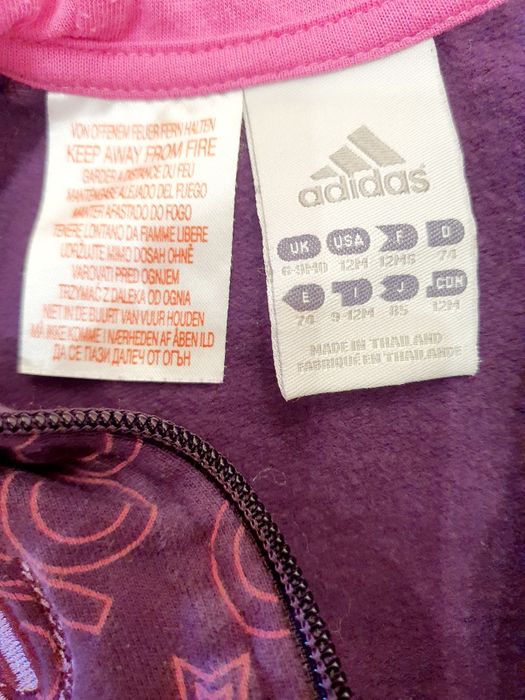 VON OFFENEM FEUER FERN HALTEN
KEEP AWAY FROM FIRE
GARDER A DISTANCE DU FEU
MANTENGASE ALEJADO DEL FUEGO
MANTER AFASTADO DO FOGO
TENERE LONTANO DA FIAMME LIBERE
UDRZUJTE MIMO DOSAH OHNĚ
VAROVATI PRED OGNJEM
TRZYMAĆ Z DALEKA OD OGNIA
NIET IN DE BUURT VAN VUUR HOUDEN
MÅ IKKE KOMME I NÆRHEDEN AF ÅBEN ILD
ДА СЕ ПАЗИ ДАЛЕЧ ОТ ОГЪН
adidas
UK USA F D
6-9MO 12M 12MS 74
E I J .CDN
74 9-12M 85 12M
MADE IN THAILAND
FABRIQUÉ EN THAILANDE